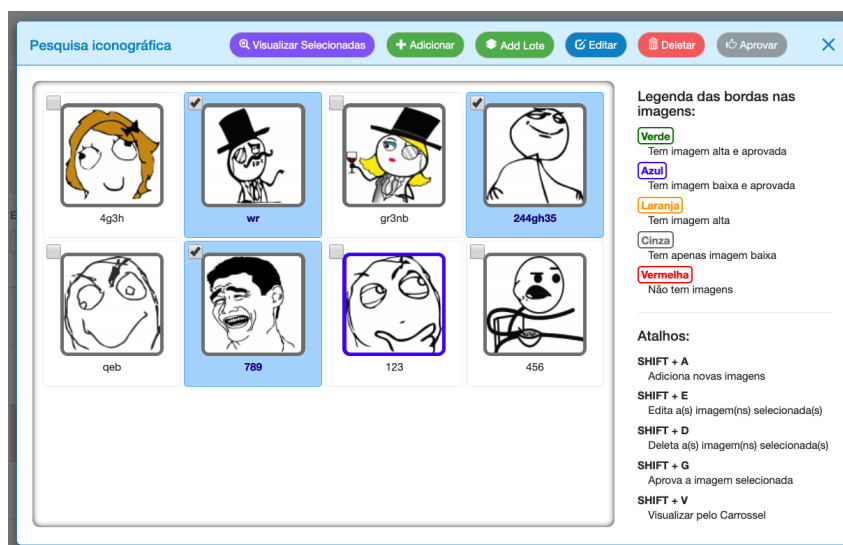 Pesquisa iconográfica
Visualizar Selecionadas
Adicionar
Add Lote
Editar
Deletar
Aprovar
4g3h
wr
gr3nb
244gh35
qeb
789
123
456
Legenda das bordas nas
imagens:
Verde
Tem imagem alta e aprovada
Azul
Tem imagem baixa e aprovada
Laranja
Tem imagem alta
Cinza
Tem apenas imagem baixa
Vermelha
Não tem imagens
Atalhos:
SHIFT + A
Adiciona novas imagens
SHIFT + E
Edita a(s) imagem(ns) selecionada(s)
SHIFT + D
Deleta a(s) imagem(ns) selecionada(s)
SHIFT + G
Aprova a imagem selecionada
SHIFT + V
Visualizar pelo Carrossel